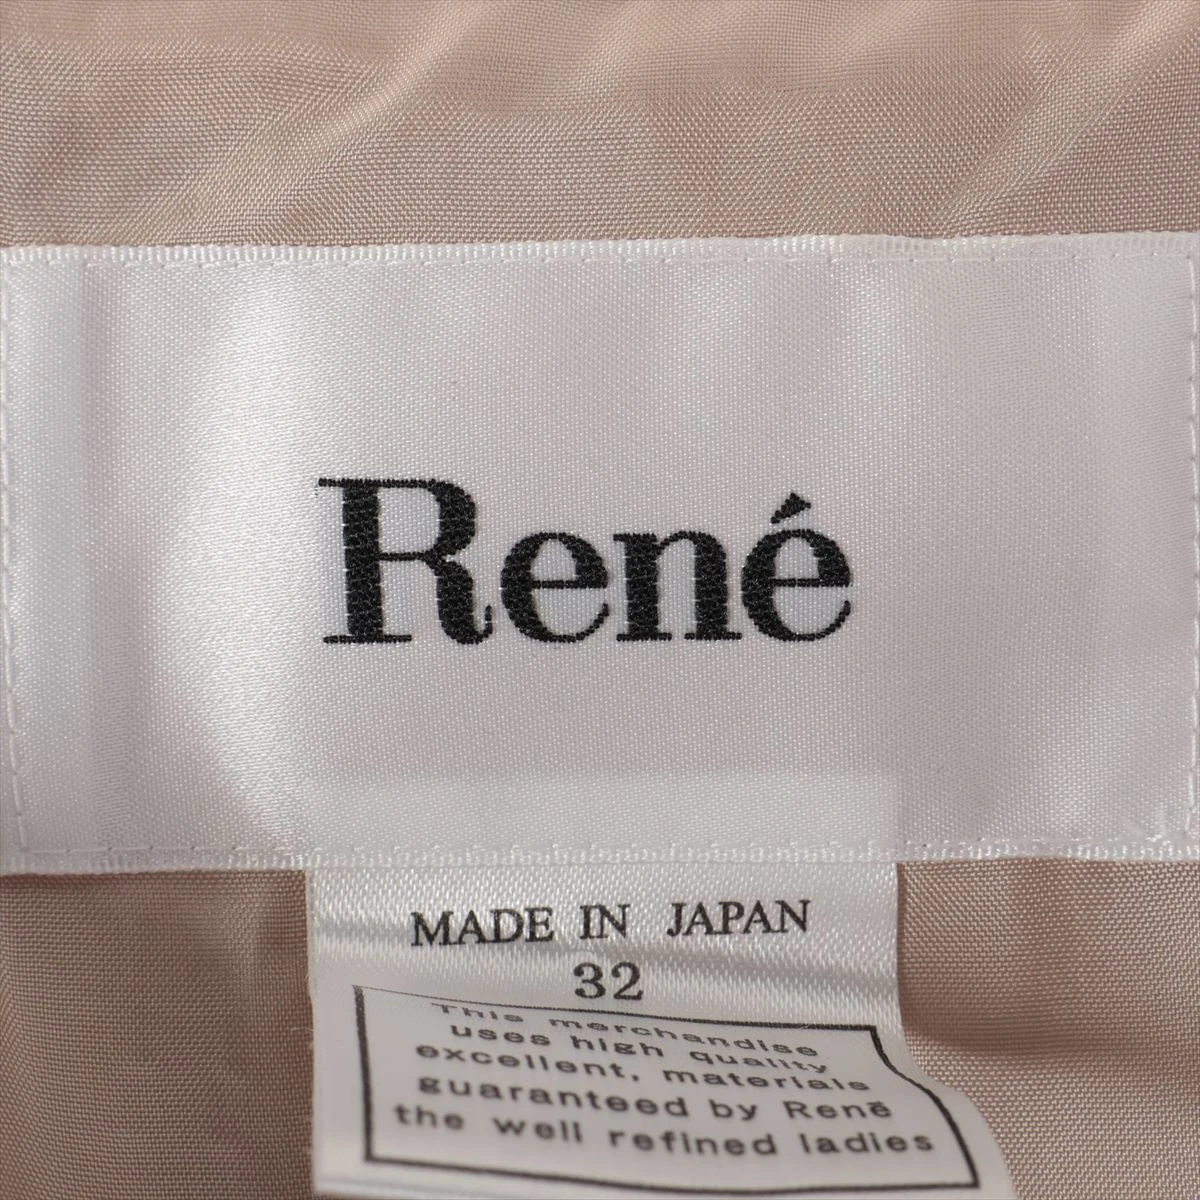 René
MADE IN JAPAN
32
This merchandise
uses high quality
excellent, materials
guaranteed by René
the well refined ladies